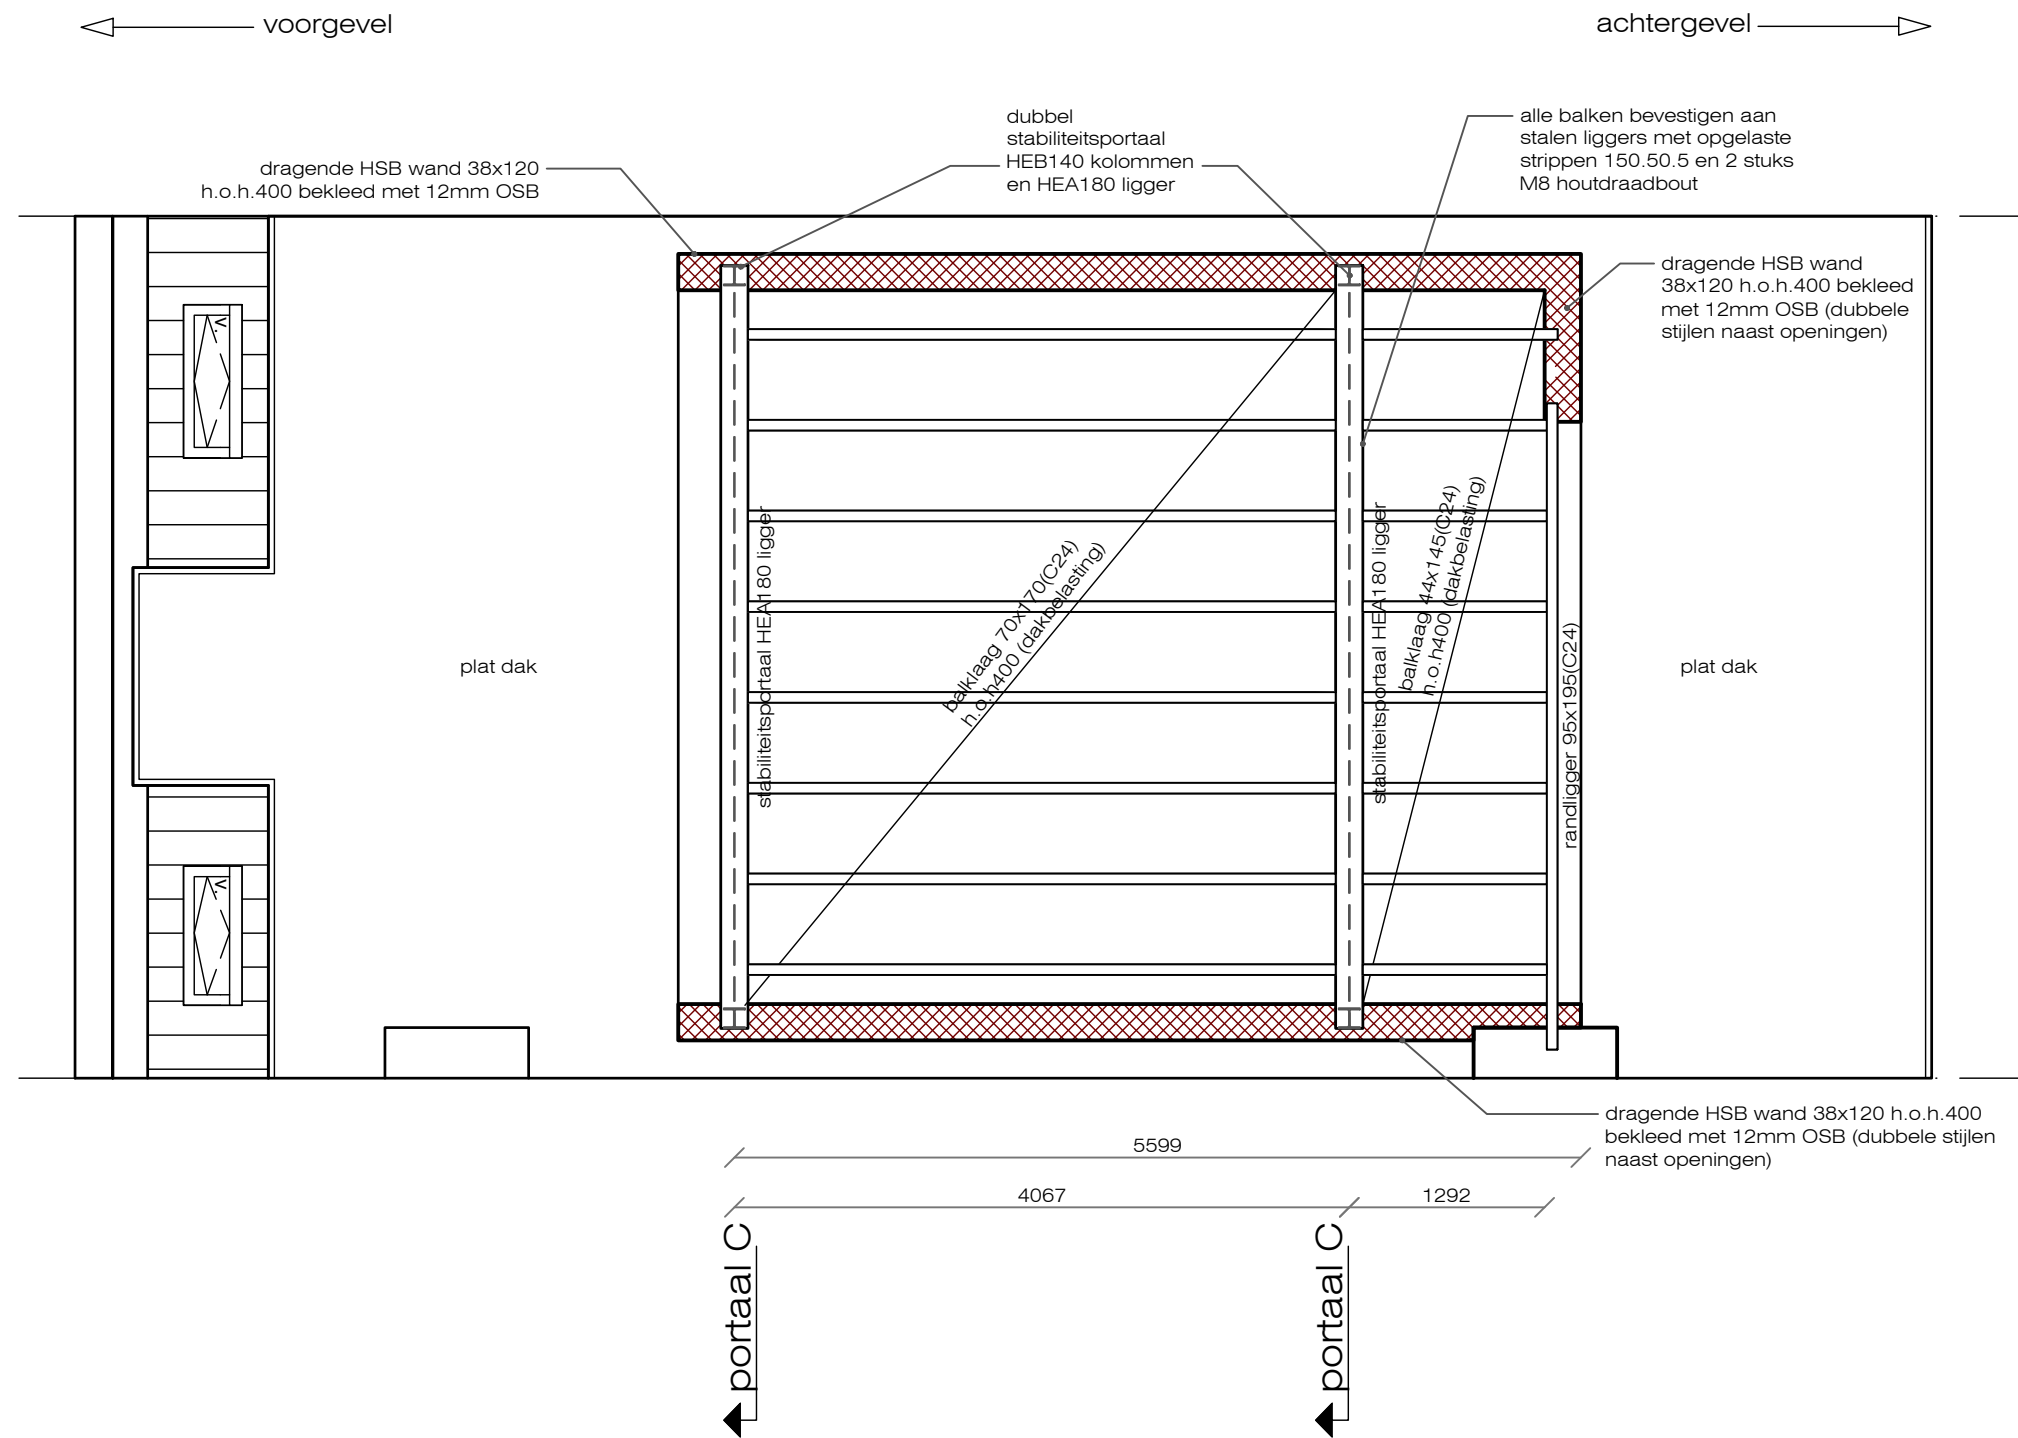 voorgevel
achtergevel
dubbel
stabiliteitsportaal
HEB140 kolommen
en HEA180 ligger
alle balken bevestigen aan
stalen liggers met opgelaste
strippen 150.50.5 en 2 stuks
M8 houtdraadbout
dragende HSB wand 38x120
h.o.h.400 bekleed met 12mm OSB
dragende HSB wand
38x120 h.o.h.400 bekleed
met 12mm OSB (dubbele
stijlen naast openingen)
v.
stabiliteitsportaal HEA180 ligger
balklaag 70x170(C24)
h.o.h400 (dakbelasting)
stabiliteitsportaal HEA180 ligger
balklaag 44x145(C24)
h.o.h400 (dakbelasting)
randligger 95x195(C24)
plat dak
plat dak
v.
dragende HSB wand 38x120 h.o.h.400
bekleed met 12mm OSB (dubbele stijlen
naast openingen)
5599
4067
1292
portaal C
portaal C